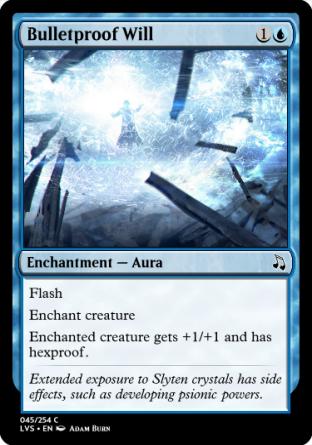 Bulletproof Will 1
Enchantment — Aura
Flash
Enchant creature
Enchanted creature gets +1/+1 and has
hexproof.
Extended exposure to Slyten crystals has side
effects, such as developing psionic powers.
045/254 C
LVS • EN Adam Burn